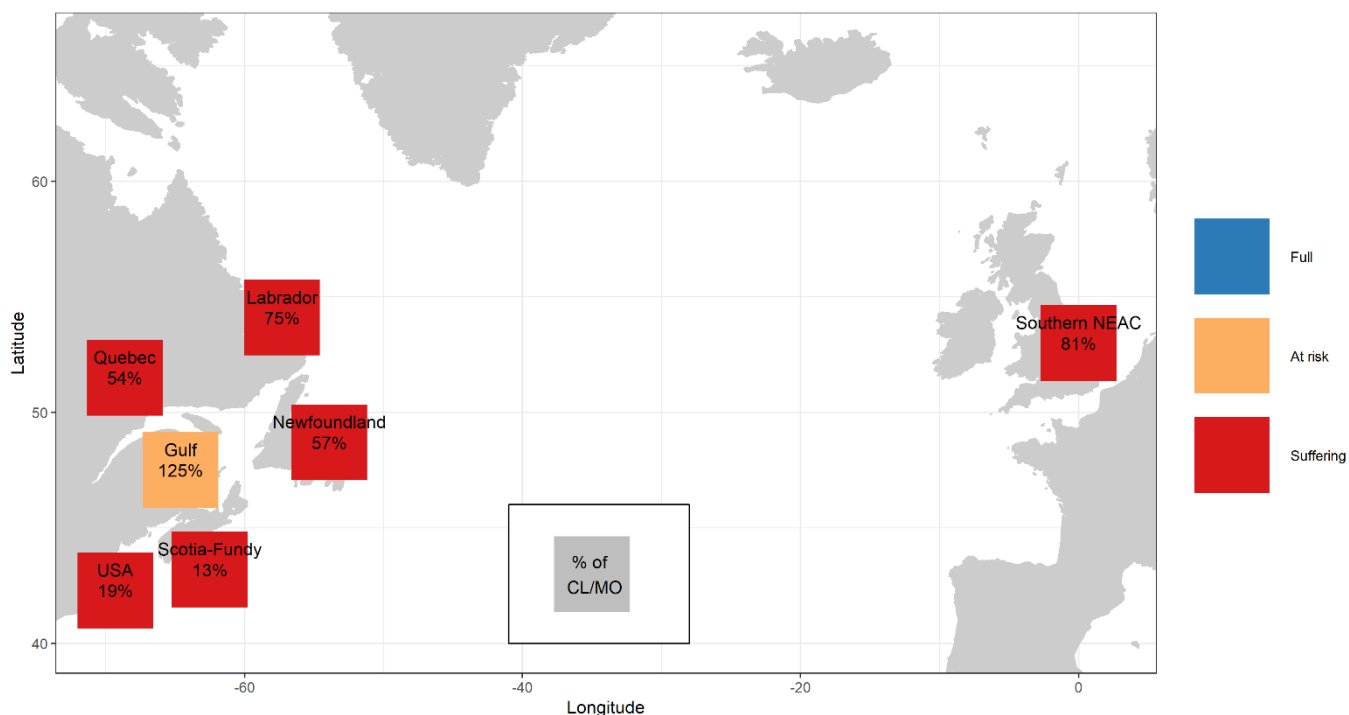 Latitude
60
50
40
Labrador
75%
Quebec
54%
Newfoundland
57%
Gulf
125%
Scotia-Fundy
13%
USA
19%
Southern NEAC
81%
% of
CL/MO
-60
-40
-20
0
Longitude
Full
At risk
Suffering